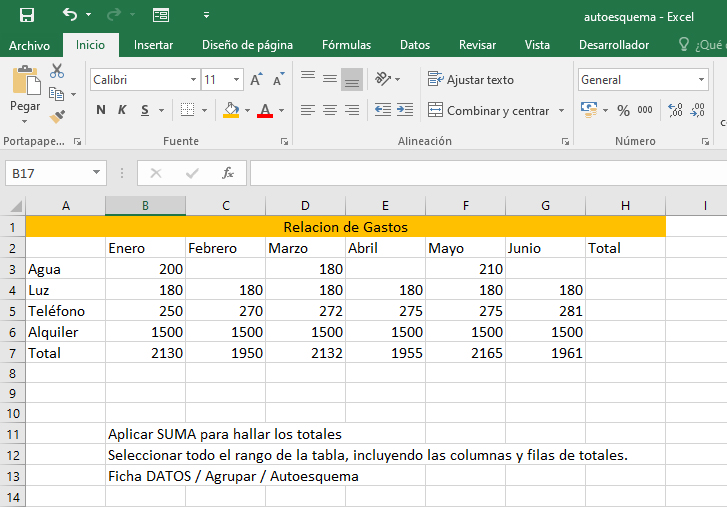 autoesquema - Excel
Archivo Inicio Insertar Diseño de página Fórmulas Datos Revisar Vista Desarrollador ¿Qué
Pegar
Calibri 11 A A Ajustar texto General
N K S A Combinar y centrar % 000
Portapape... Fuente Alineación Número
B17 fx
A B C D E F G H I
1 Relacion de Gastos
2 Enero Febrero Marzo Abril Mayo Junio Total
3 Agua 200 180 210
4 Luz 180 180 180 180 180 180
5 Teléfono 250 270 272 275 275 281
6 Alquiler 1500 1500 1500 1500 1500 1500
7 Total 2130 1950 2132 1955 2165 1961
8
9
10
11 Aplicar SUMA para hallar los totales
12 Seleccionar todo el rango de la tabla, incluyendo las columnas y filas de totales.
13 Ficha DATOS / Agrupar / Autoesquema
14